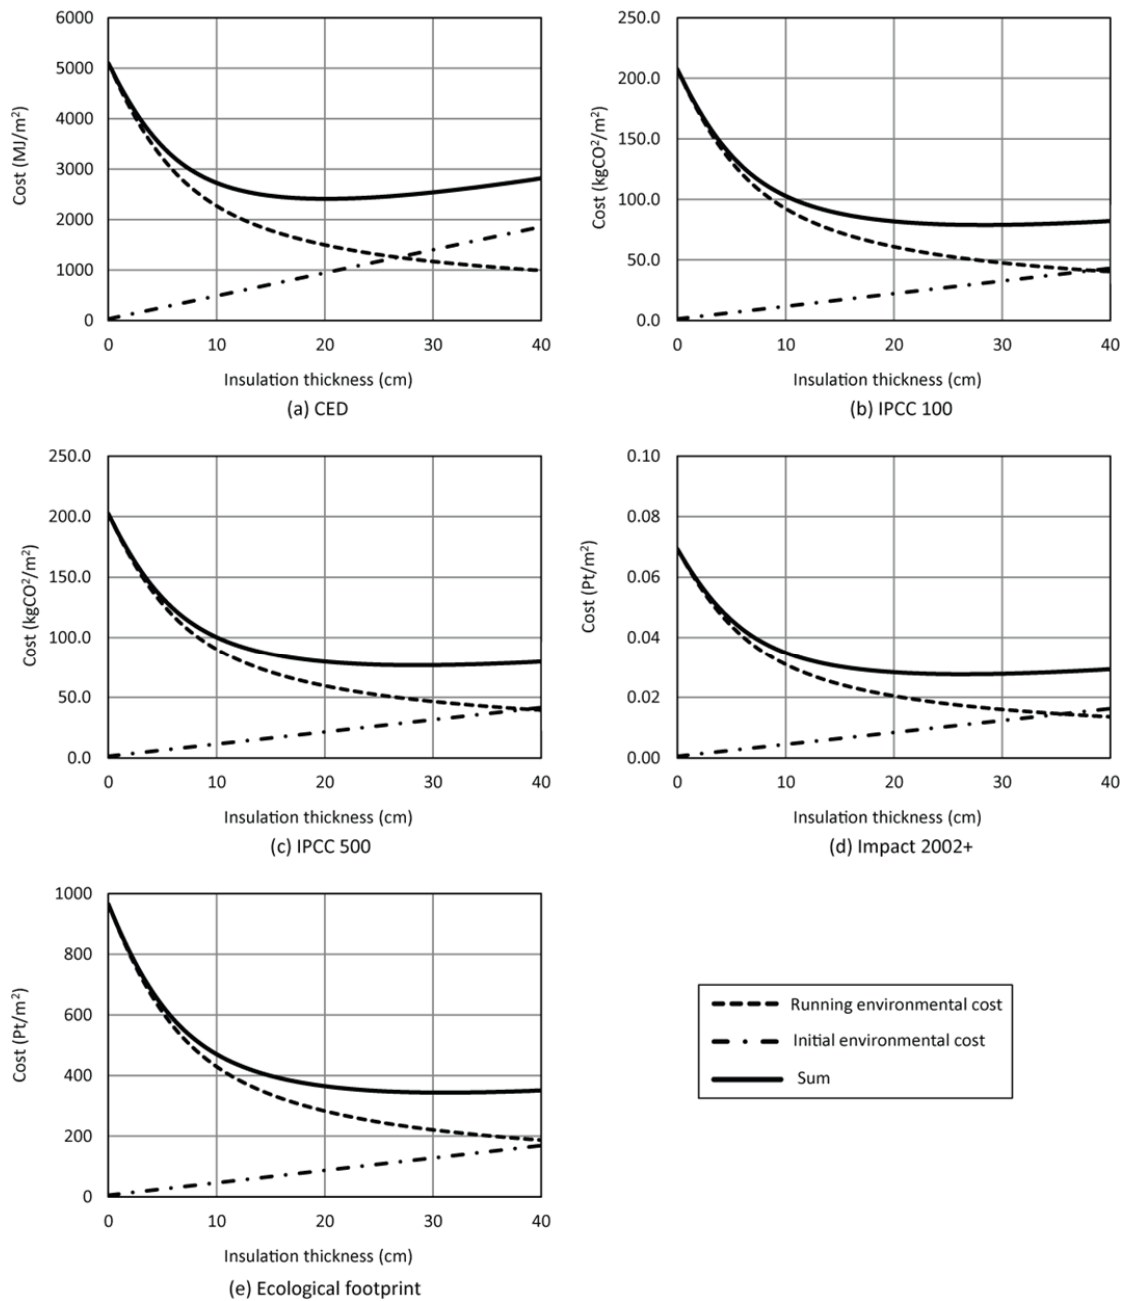 6000
5000
4000
3000
2000
1000
0
Cost (MJ/m²)
0 10 20 30 40
Insulation thickness (cm)
(a) CED
250.0
200.0
150.0
100.0
50.0
0.0
Cost (kgCO²/m²)
0 10 20 30 40
Insulation thickness (cm)
(b) IPCC 100
250.0
200.0
150.0
100.0
50.0
0.0
Cost (kgCO²/m²)
0 10 20 30 40
Insulation thickness (cm)
(c) IPCC 500
0.10
0.08
0.06
0.04
0.02
0.00
Cost (Pt/m²)
0 10 20 30 40
Insulation thickness (cm)
(d) Impact 2002+
1000
800
600
400
200
0
Cost (Pt/m²)
0 10 20 30 40
Insulation thickness (cm)
(e) Ecological footprint
Running environmental cost
Initial environmental cost
Sum